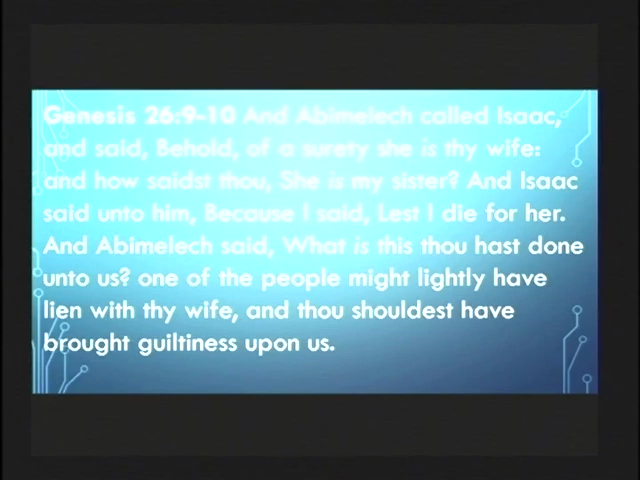 Genesis 26:9-10 And Abimelech called Isaac,
and said, Behold, of a surety she is thy wife:
and how saidst thou, She is my sister? And Isaac
said unto him, Because I said, Lest I die for her.
And Abimelech said, What is this thou hast done
unto us? one of the people might lightly have
lien with thy wife, and thou shouldest have
brought guiltiness upon us.